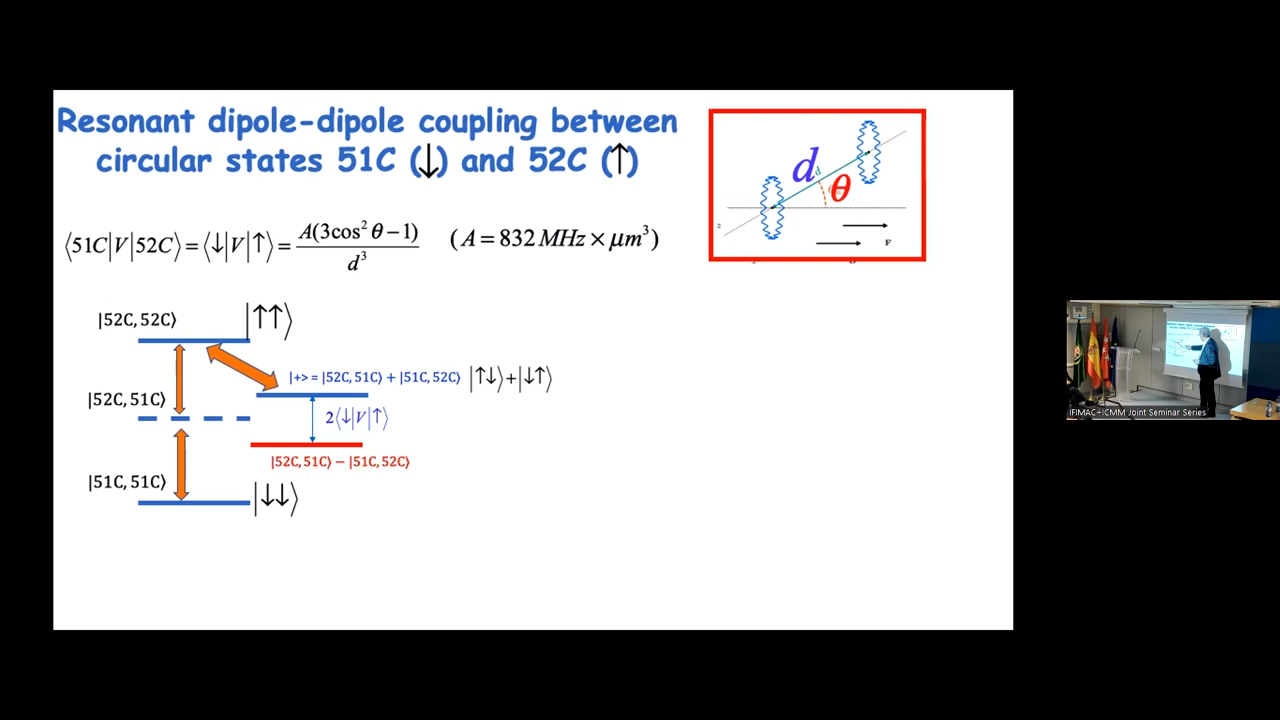 Resonant dipole-dipole coupling between
circular states 51C (↓) and 52C (↑)
⟨51C|V|52C⟩ = ⟨↓|V|↑⟩ = A(3cos² θ − 1) / d³ ( A = 832 MHz × μm³ )
d
d
θ
z
F
|52C, 52C⟩ |↑↑⟩
|+> = |52C, 51C⟩ + |51C, 52C⟩ |↑↓⟩+|↓↑⟩
|52C, 51C⟩
2⟨↓|V|↑⟩
|52C, 51C⟩ − |51C, 52C⟩
|51C, 51C⟩ |↓↓⟩
IFIMAC-ICMM Joint Seminar Series